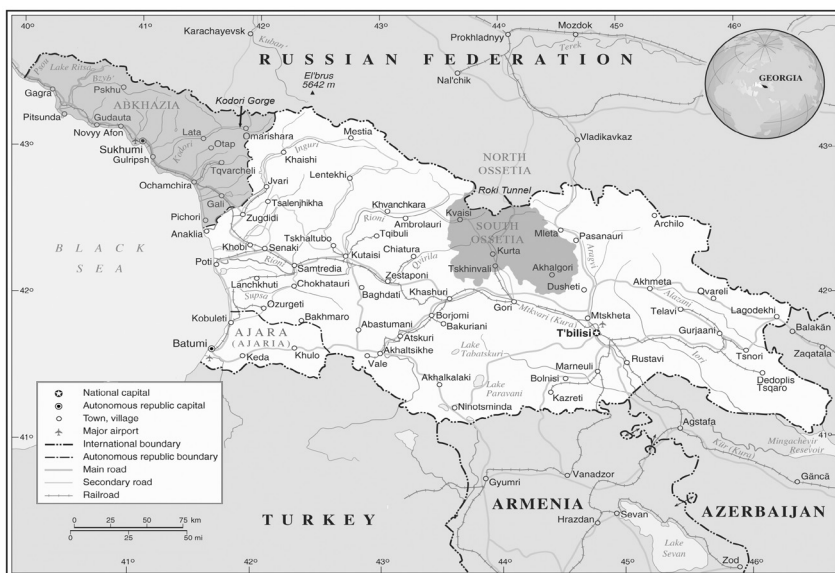 40°
41°
42°
43°
44°
45°
46°
Karachayevsk
Kuban'
Prokhladnyy
Mozdok
Terek
RUSSIAN FEDERATION
Nal'chik
El'brus
5642 m
GEORGIA
Psou
Lake Ritsa
Bzyb'
Gagra
Pskhu
ABKHAZIA
Kodori Gorge
Pitsunda
Gudauta
Novyy Afon
Lata
Omarishara
Otap
Sukhumi
Kodori
Gulripsh
Tqvarcheli
Ochamchira
Gali
Pichori
Anaklia
43°
Mestia
Inguri
Khaishi
Jvari
Lentekhi
Tsalenjhikha
Zugdidi
Khvanchkara
Rioni
Ambrolauri
Vladikavkaz
NORTH
OSSETIA
Roki Tunnel
Kvaisi
SOUTH
OSSETIA
Kurta
Tskhinvali
Akhalgori
Mleta
Pasanauri
Archilo
Aragvi
43°
BLACK
SEA
Khobi
Senaki
Tskhaltubo
Tqibuli
Chiatura
Kutaisi
Qvirila
Poti
Rioni
Samtredia
Zestaponi
Lanchkhuti
Chokhatauri
Khashuri
Supsa
Baghdati
Ozurgeti
Gori
Mtkvari (Kura)
Dusheti
Akhmeta
Qvareli
Alazani
Telavi
Lagodekhi
42°
42°
Kobuleti
Bakhmaro
Borjomi
Abastumani
Bakuriani
Mtskheta
T'bilisi
Gurjaani
Balakän
AJARA
(AJARIA)
Atskuri
Batumi
Keda
Khulo
Vale
Akhaltsikhe
Lake
Tabatskuri
Rustavi
Iori
Tsnori
Zaqatala
Marneuli
Bolnisi
Dedoplis
Tsqaro
Akhalkalaki
Lake
Paravani
Kazreti
Ninotsminda
National capital
Autonomous republic capital
Town, village
Major airport
International boundary
Autonomous republic boundary
Main road
Secondary road
Railroad
0 25 50 75 km
0 25 50 mi
41°
41°
Agstafa
Mingachevir
Resevoir
Kür (Kura)
Gäncä
Gyumri
Vanadzor
ARMENIA
AZERBAIJAN
TURKEY
Hrazdan
Sevan
Lake
Sevan
Zod
41°
42°
43°
44°
45°
46°